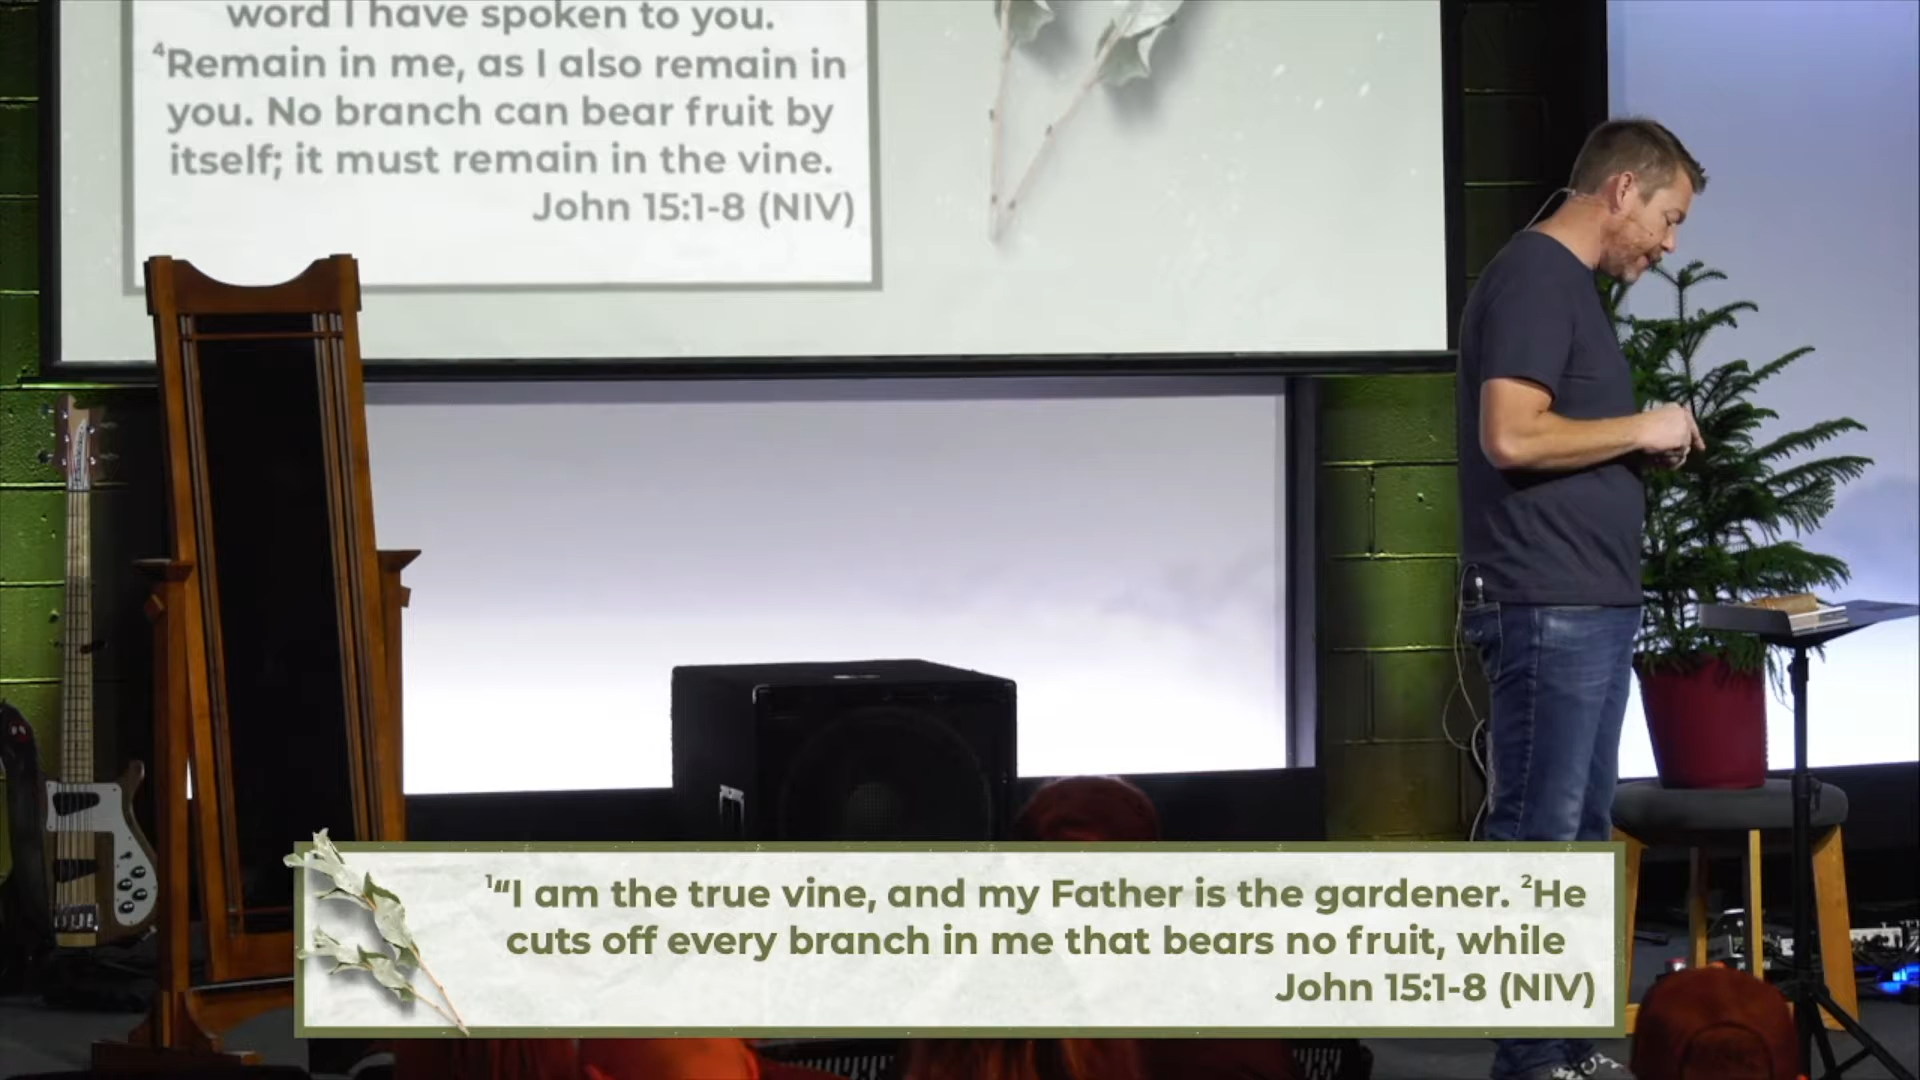 word I have spoken to you.
⁴Remain in me, as I also remain in
you. No branch can bear fruit by
itself; it must remain in the vine.
John 15:1-8 (NIV)
¹“I am the true vine, and my Father is the gardener. ²He
cuts off every branch in me that bears no fruit, while
John 15:1-8 (NIV)